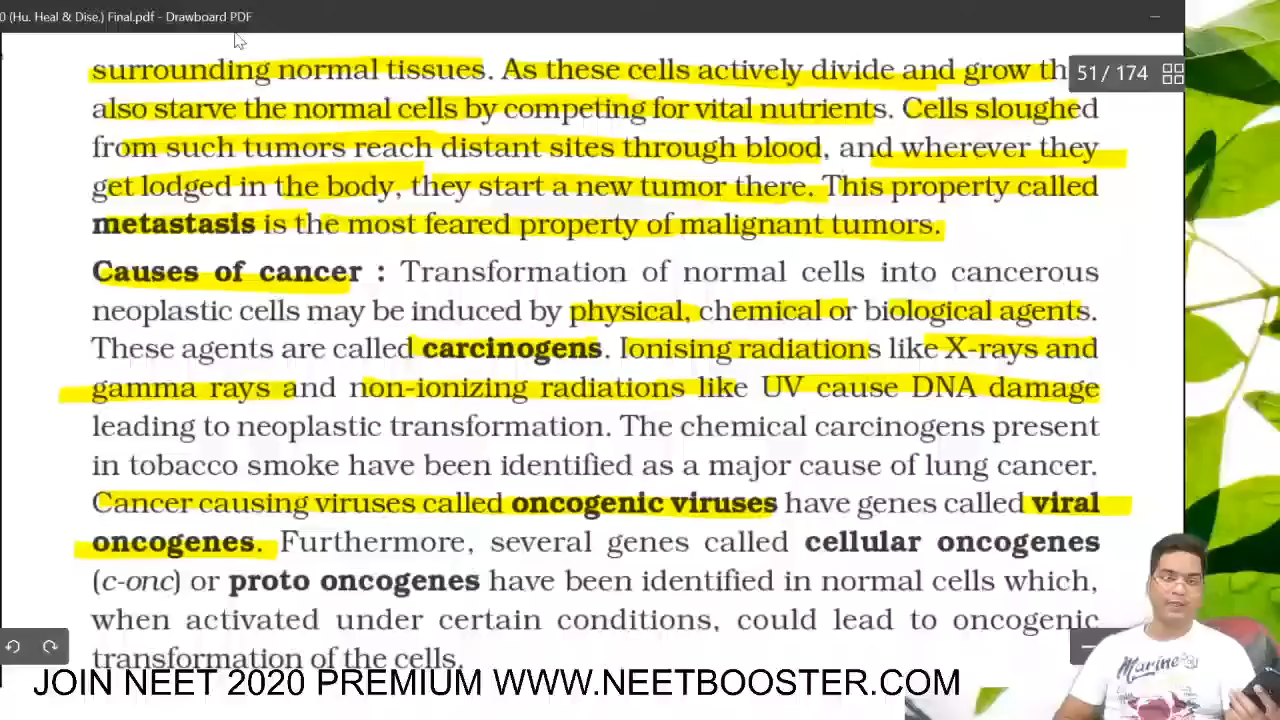 0 (Hu. Heal & Dise.) Final.pdf - Drawboard PDF
surrounding normal tissues. As these cells actively divide and grow th
51 / 174
also starve the normal cells by competing for vital nutrients. Cells sloughed
from such tumors reach distant sites through blood, and wherever they
get lodged in the body, they start a new tumor there. This property called
metastasis is the most feared property of malignant tumors.
Causes of cancer : Transformation of normal cells into cancerous
neoplastic cells may be induced by physical, chemical or biological agents.
These agents are called carcinogens. Ionising radiations like X-rays and
gamma rays and non-ionizing radiations like UV cause DNA damage
leading to neoplastic transformation. The chemical carcinogens present
in tobacco smoke have been identified as a major cause of lung cancer.
Cancer causing viruses called oncogenic viruses have genes called viral
oncogenes. Furthermore, several genes called cellular oncogenes
(c-onc) or proto oncogenes have been identified in normal cells which,
when activated under certain conditions, could lead to oncogenic
transformation of the cells.
JOIN NEET 2020 PREMIUM WWW.NEETBOOSTER.COM
Marine